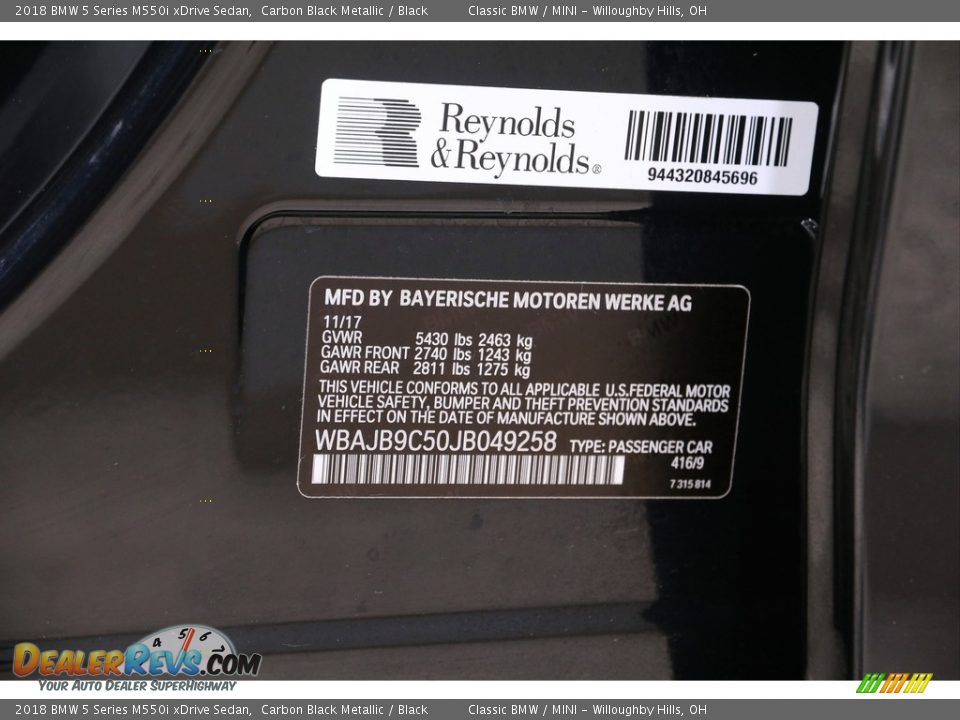 2018 BMW 5 Series M550i xDrive Sedan, Carbon Black Metallic / Black Classic BMW / MINI - Willoughby Hills, OH
Reynolds
&Reynolds®
944320845696
MFD BY BAYERISCHE MOTOREN WERKE AG
11/17
GVWR 5430 lbs 2463 kg
GAWR FRONT 2740 lbs 1243 kg
GAWR REAR 2811 lbs 1275 kg
THIS VEHICLE CONFORMS TO ALL APPLICABLE U.S.FEDERAL MOTOR
VEHICLE SAFETY, BUMPER AND THEFT PREVENTION STANDARDS
IN EFFECT ON THE DATE OF MANUFACTURE SHOWN ABOVE.
WBAJB9C50JB049258 TYPE: PASSENGER CAR
416/9
7 315 814
4 5 6 7
DEALERREVS.COM
YOUR AUTO DEALER SUPERHIGHWAY
2018 BMW 5 Series M550i xDrive Sedan, Carbon Black Metallic / Black Classic BMW / MINI - Willoughby Hills, OH